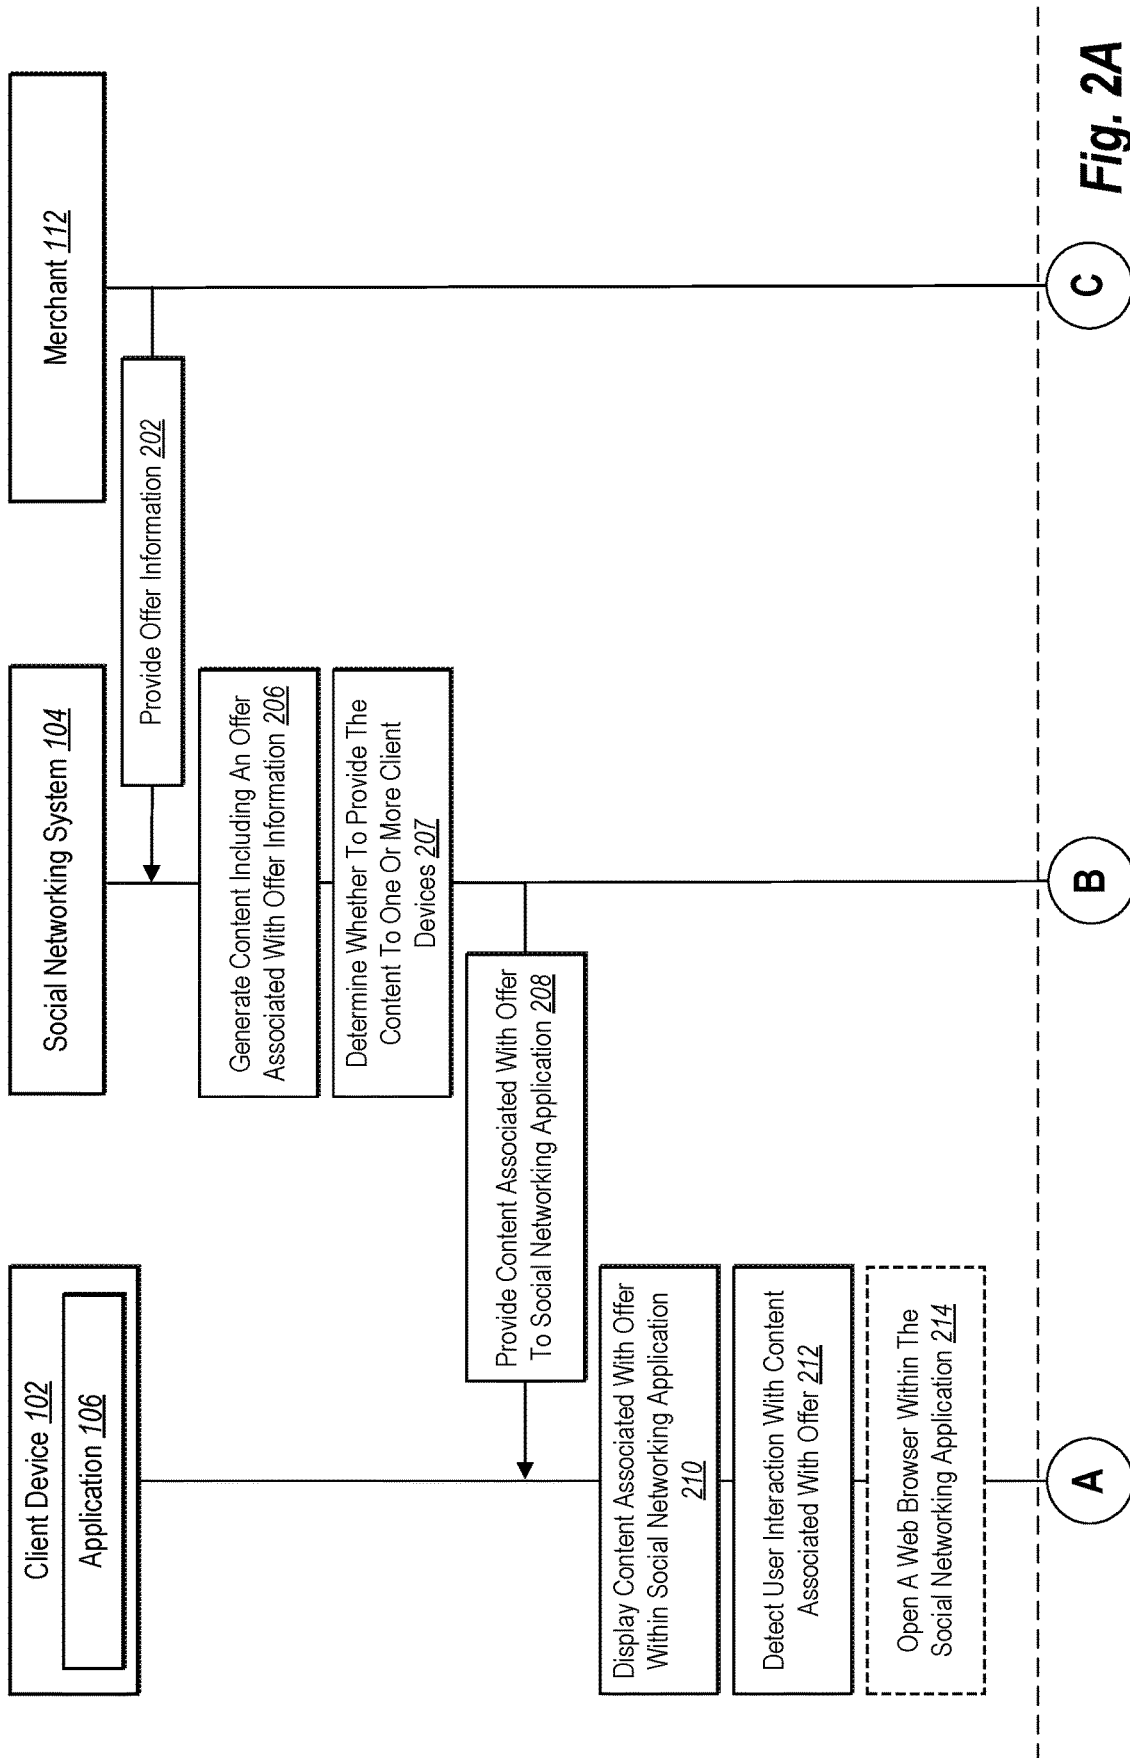 Client Device 102
Application 106
Social Networking System 104
Merchant 112
Provide Offer Information 202
Generate Content Including An Offer
Associated With Offer Information 206
Determine Whether To Provide The
Content To One Or More Client
Devices 207
Provide Content Associated With Offer
To Social Networking Application 208
Display Content Associated With Offer
Within Social Networking Application
210
Detect User Interaction With Content
Associated With Offer 212
Open A Web Browser Within The
Social Networking Application 214
A
B
C
Fig. 2A